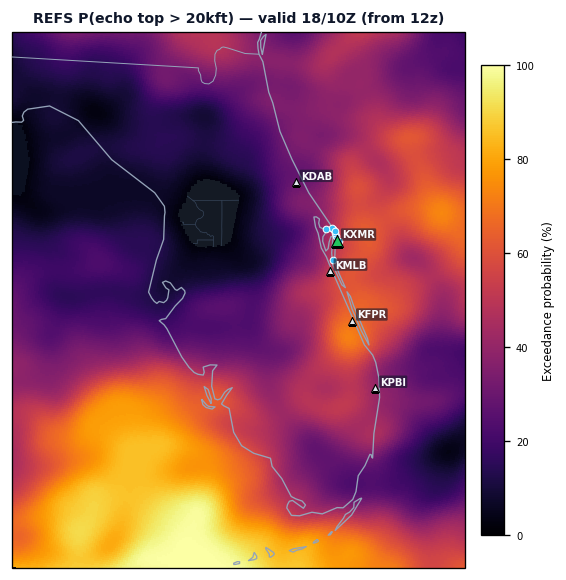 REFS P(echo top > 20kft) — valid 18/10Z (from 12z)
KDAB
KXMR
KMLB
KFPR
KPBI
100
80
60
40
20
0
Exceedance probability (%)